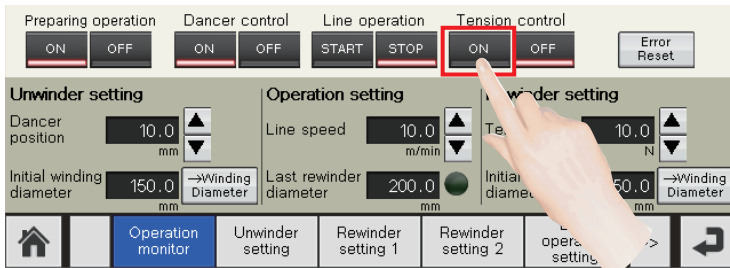 Preparing operation Dancer control Line operation Tension control
ON OFF ON OFF START STOP ON OFF Error
Reset
Unwinder setting Operation setting
Dancer
position 10.0
mm
Initial winding
diameter 150.0 →Winding
Diameter
mm
Line speed 10.0
m/min
Last rewinder
diameter 200.0
mm
setting
10.0
N
→Winding
Diameter
mm
Operation
monitor
Unwinder
setting
Rewinder
setting 1
Rewinder
setting 2